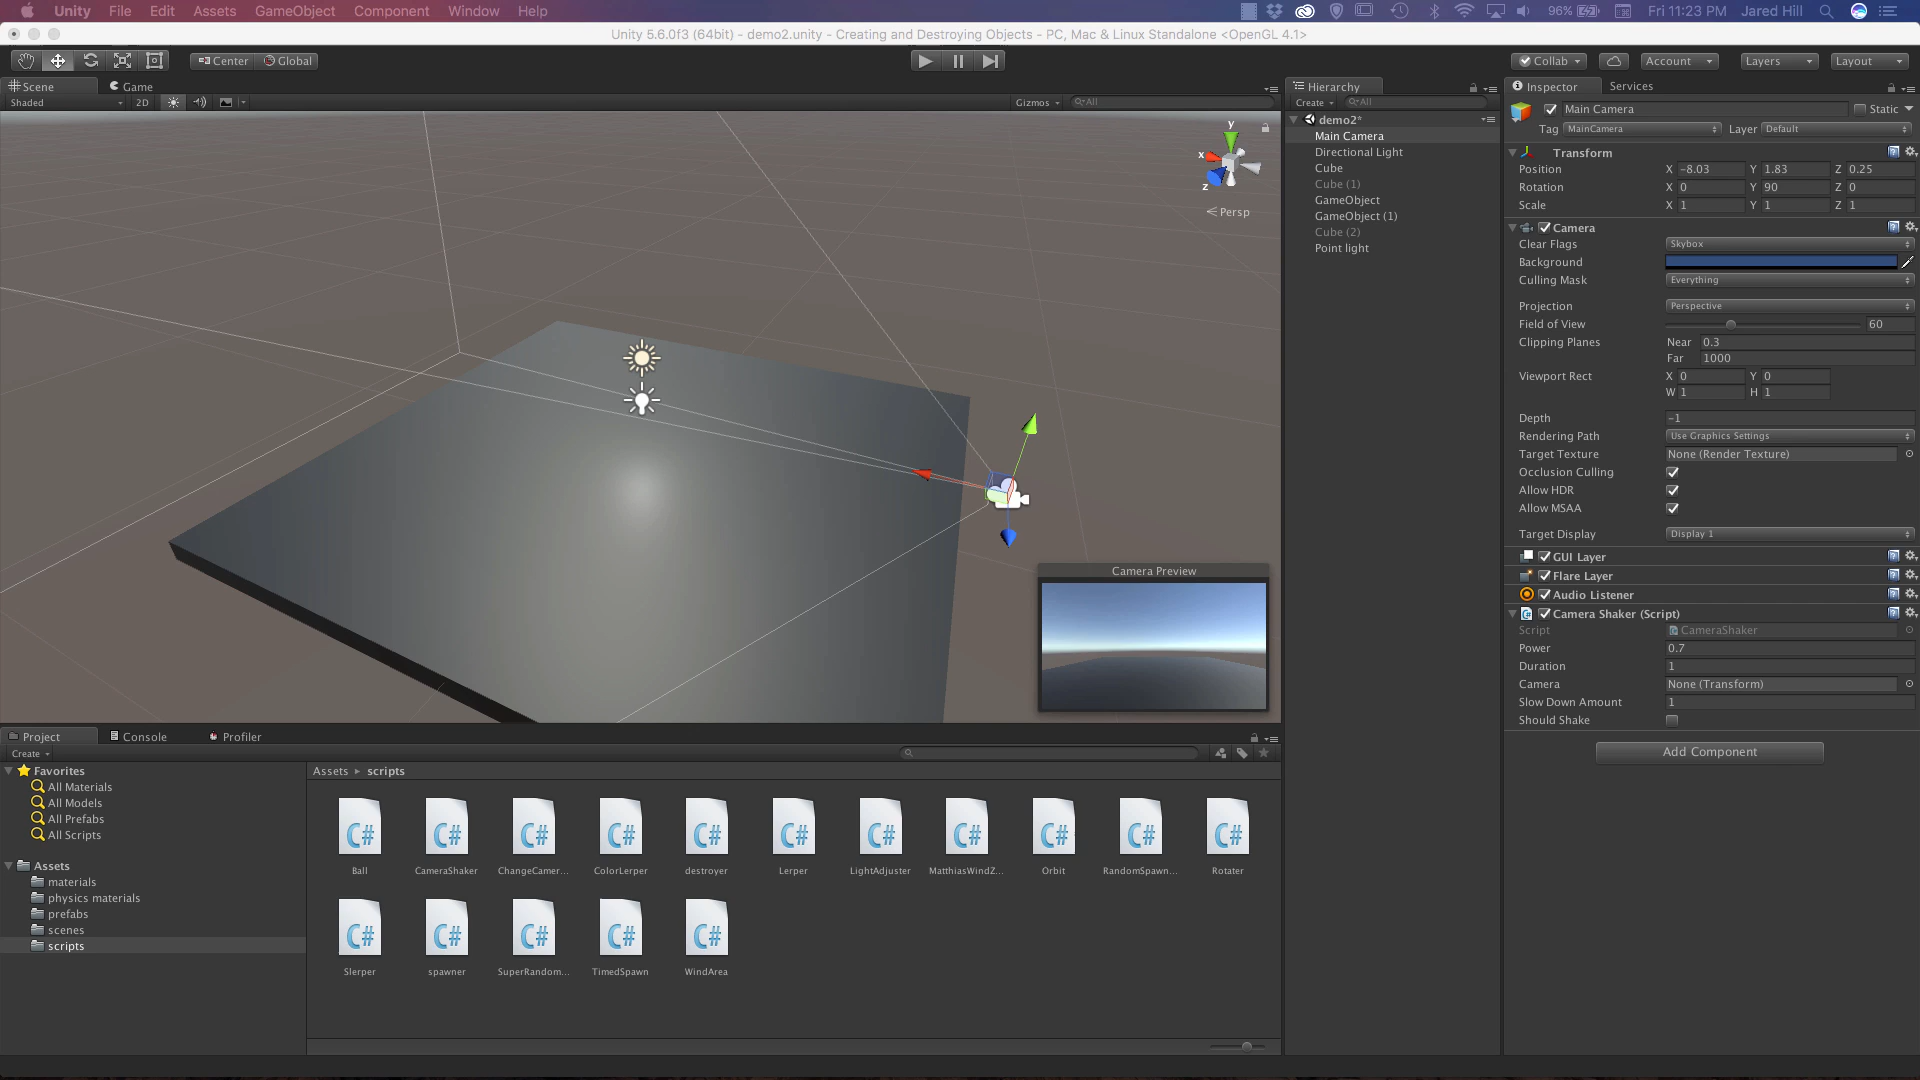 Unity File Edit Assets GameObject Component Window Help 96% Fri 11:23 PM Jared Hill
Unity 5.6.0f3 (64bit) - demo2.unity - Creating and Destroying Objects - PC, Mac & Linux Standalone <OpenGL 4.1>
Center Global Collab Account Layers Layout
Scene Game
Shaded 2D Gizmos All
y
x
z
Persp
Camera Preview
Hierarchy
Create All
demo2*
Main Camera
Directional Light
Cube
Cube (1)
GameObject
GameObject (1)
Cube (2)
Point light
Inspector Services
Main Camera Static
Tag MainCamera Layer Default
Transform
Position X -8.03 Y 1.83 Z 0.25
Rotation X 0 Y 90 Z 0
Scale X 1 Y 1 Z 1
Camera
Clear Flags Skybox
Background
Culling Mask Everything
Projection Perspective
Field of View 60
Clipping Planes Near 0.3
Far 1000
Viewport Rect X 0 Y 0
W 1 H 1
Depth -1
Rendering Path Use Graphics Settings
Target Texture None (Render Texture)
Occlusion Culling
Allow HDR
Allow MSAA
Target Display Display 1
GUI Layer
Flare Layer
Audio Listener
Camera Shaker (Script)
Script CameraShaker
Power 0.7
Duration 1
Camera None (Transform)
Slow Down Amount 1
Should Shake
Add Component
Project Console Profiler
Create
Favorites
All Materials
All Models
All Prefabs
All Scripts
Assets
materials
physics materials
prefabs
scenes
scripts
Assets ▸ scripts
C# C# C# C# C# C# C# C# C# C# C#
Ball CameraShaker ChangeCamer... ColorLerper destroyer Lerper LightAdjuster MatthiasWindZ... Orbit RandomSpawn... Rotater
C# C# C# C# C#
Slerper spawner SuperRandom... TimedSpawn WindArea